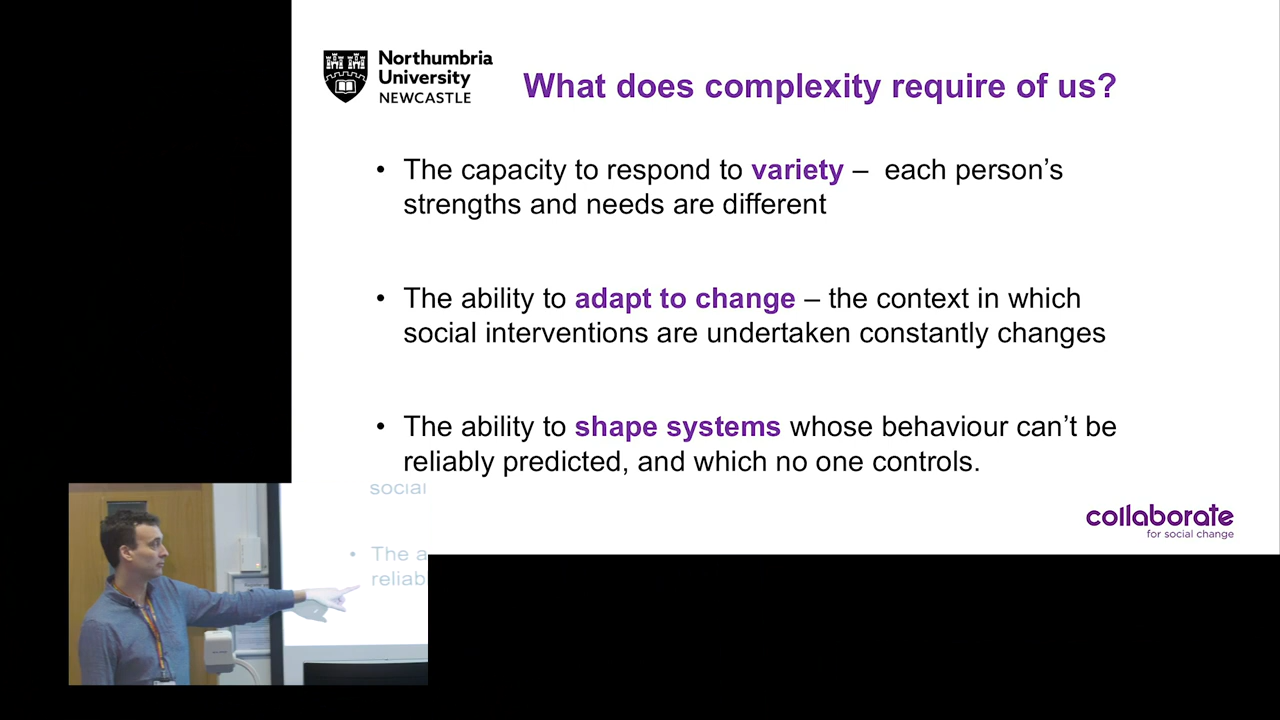 Northumbria
University
NEWCASTLE
What does complexity require of us?
• The capacity to respond to variety – each person’s
strengths and needs are different
• The ability to adapt to change – the context in which
social interventions are undertaken constantly changes
• The ability to shape systems whose behaviour can’t be
reliably predicted, and which no one controls.
collaborate
for social change
social
• The a
reliab